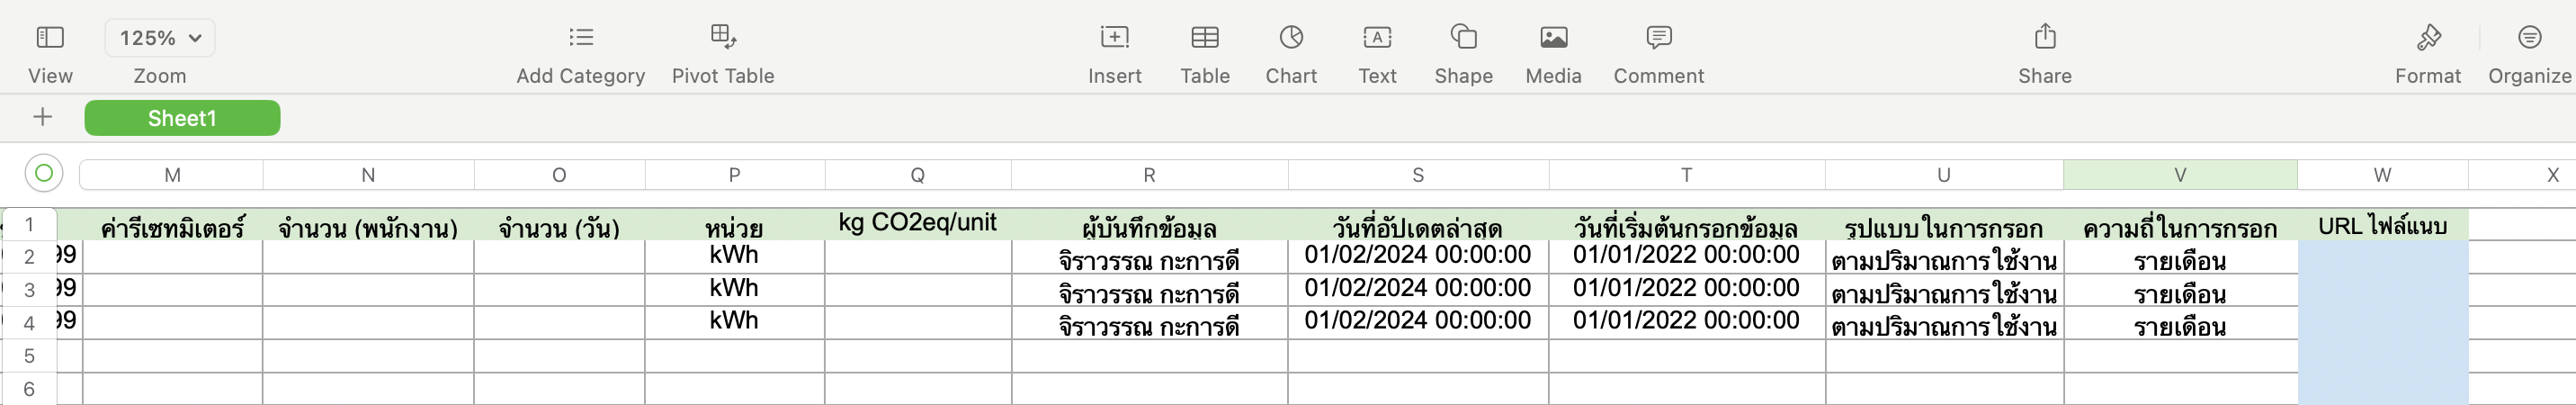 125%
View Zoom Add Category Pivot Table Insert Table Chart Text Shape Media Comment Share Format Organize
Sheet1
M N O P Q R S T U V W X
1 ค่ารีเซทมิเตอร์ จำนวน (พนักงาน) จำนวน (วัน) หน่วย kg CO2eq/unit ผู้บันทึกข้อมูล วันที่อัปเดตล่าสุด วันที่เริ่มต้นกรอกข้อมูล รูปแบบในการกรอก ความถี่ในการกรอก URL ไฟล์แนบ
2 99 kWh จิราวรรณ กะการดี 01/02/2024 00:00:00 01/01/2022 00:00:00 ตามปริมาณการใช้งาน รายเดือน
3 99 kWh จิราวรรณ กะการดี 01/02/2024 00:00:00 01/01/2022 00:00:00 ตามปริมาณการใช้งาน รายเดือน
4 99 kWh จิราวรรณ กะการดี 01/02/2024 00:00:00 01/01/2022 00:00:00 ตามปริมาณการใช้งาน รายเดือน
5
6